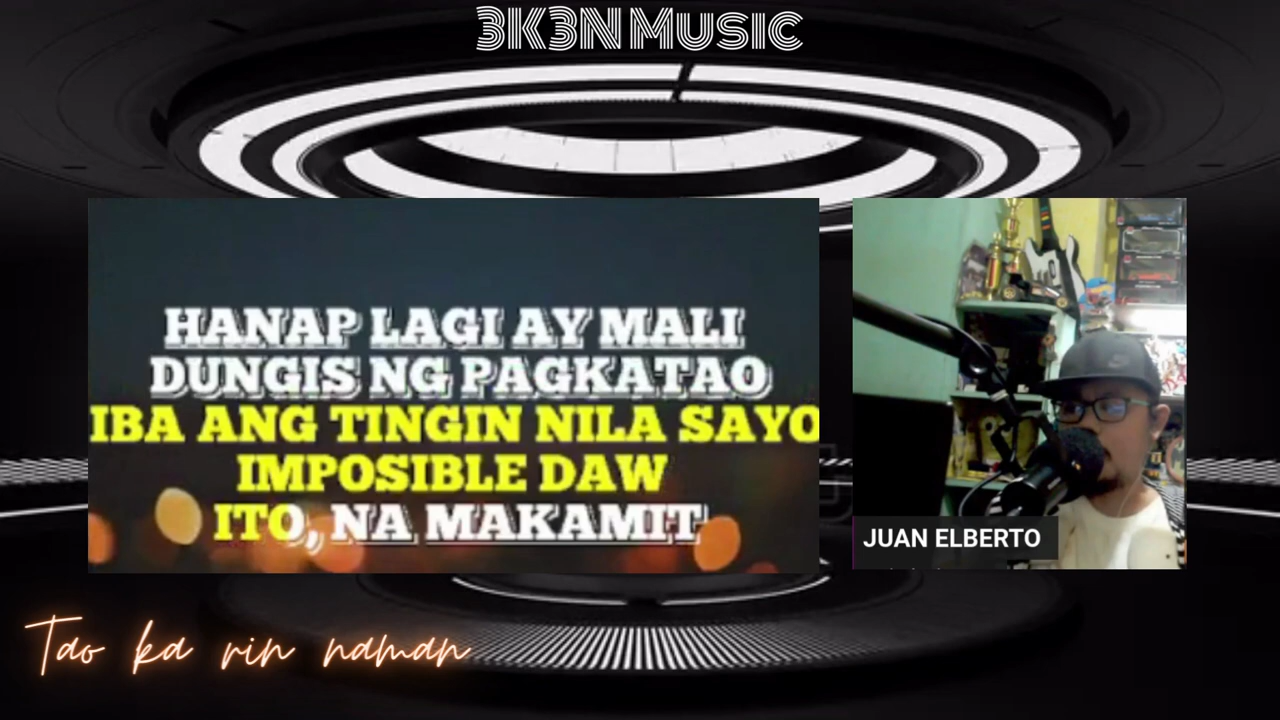 3K3N Music
HANAP LAGI AY MALI
DUNGIS NG PAGKATAO
IBA ANG TINGIN NILA SAYO
IMPOSIBLE DAW
ITO, NA MAKAMIT
JUAN ELBERTO
Tao ka rin naman